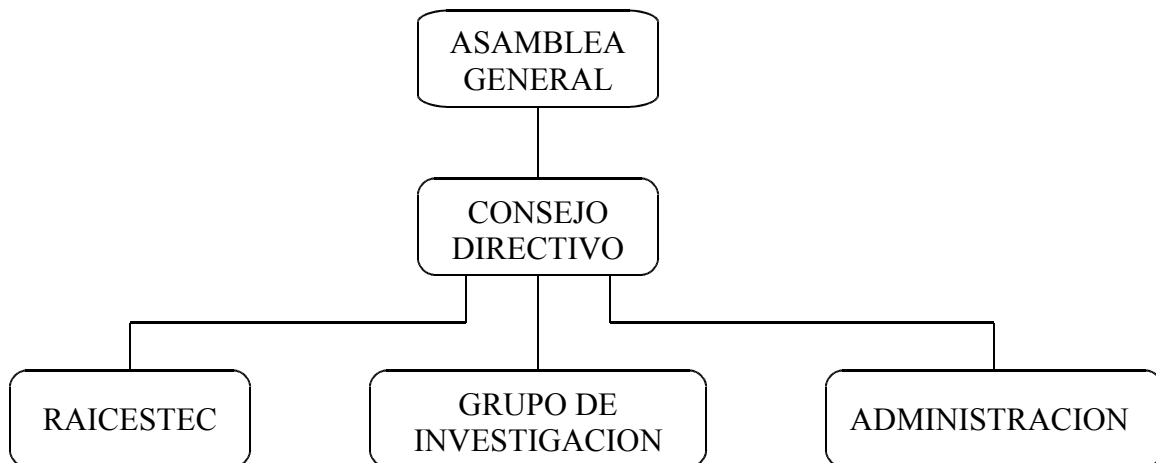 ASAMBLEA
GENERAL
CONSEJO
DIRECTIVO
RAICESTEC
GRUPO DE
INVESTIGACION
ADMINISTRACION